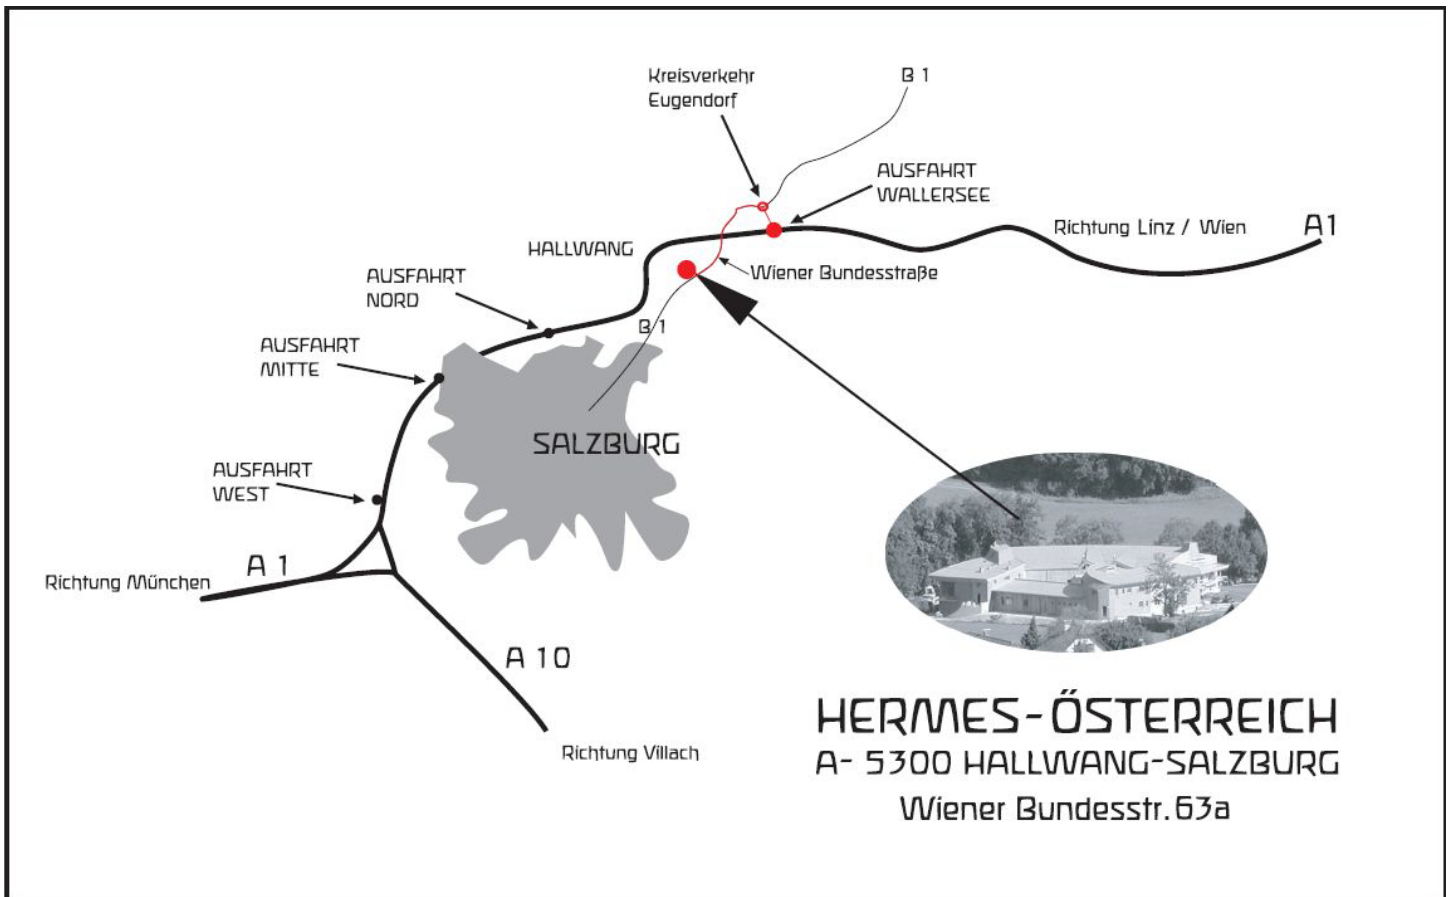 Kreisverkehr
Eugendorf
B 1
AUSFAHRT
WALLERSEE
Richtung Linz / Wien
A1
HALLWANG
Wiener Bundesstraße
AUSFAHRT
NORD
B 1
AUSFAHRT
MITTE
SALZBURG
AUSFAHRT
WEST
A 1
Richtung München
A 10
Richtung Villach
HERMES-ÖSTERREICH
A- 5300 HALLWANG-SALZBURG
Wiener Bundesstr. 63a